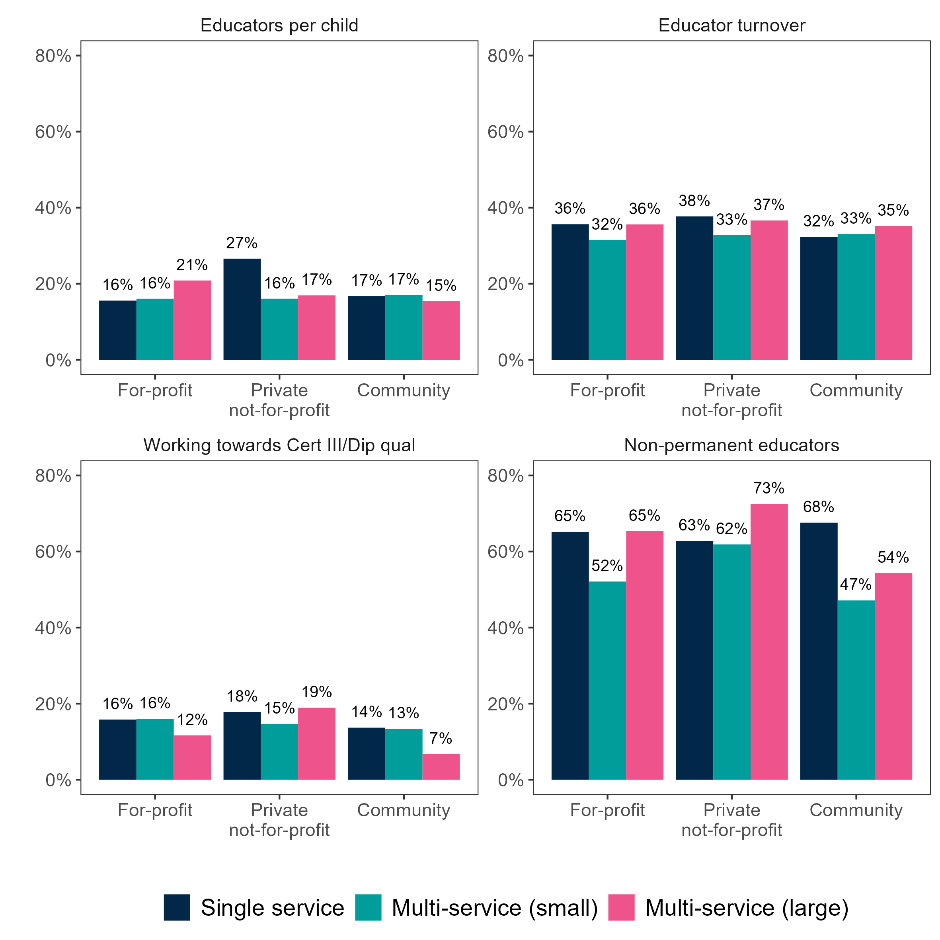 Educators per child
Educator turnover
80%
60%
40%
20%
0%
16% 16% 21% 27% 16% 17% 17% 17% 15%
For-profit Private not-for-profit Community
80%
60%
40%
20%
0%
36% 32% 36% 38% 33% 37% 32% 33% 35%
For-profit Private not-for-profit Community
Working towards Cert III/Dip qual
Non-permanent educators
80%
60%
40%
20%
0%
16% 16% 12% 18% 15% 19% 14% 13% 7%
For-profit Private not-for-profit Community
80%
60%
40%
20%
0%
65% 52% 65% 63% 62% 73% 68% 47% 54%
For-profit Private not-for-profit Community
Single service Multi-service (small) Multi-service (large)